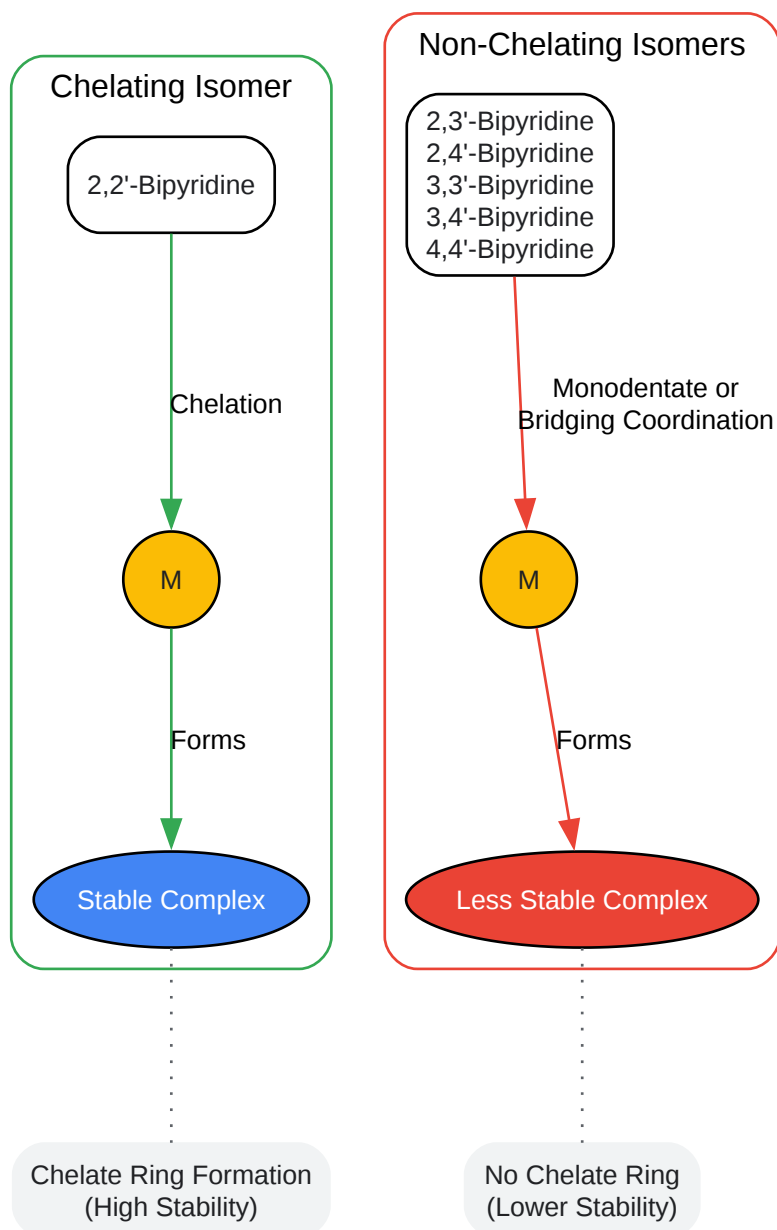 Chelating Isomer
2,2'-Bipyridine
Chelation
M
Forms
Stable Complex
Chelate Ring Formation
(High Stability)
Non-Chelating Isomers
2,3'-Bipyridine
2,4'-Bipyridine
3,3'-Bipyridine
3,4'-Bipyridine
4,4'-Bipyridine
Monodentate or
Bridging Coordination
M
Forms
Less Stable Complex
No Chelate Ring
(Lower Stability)